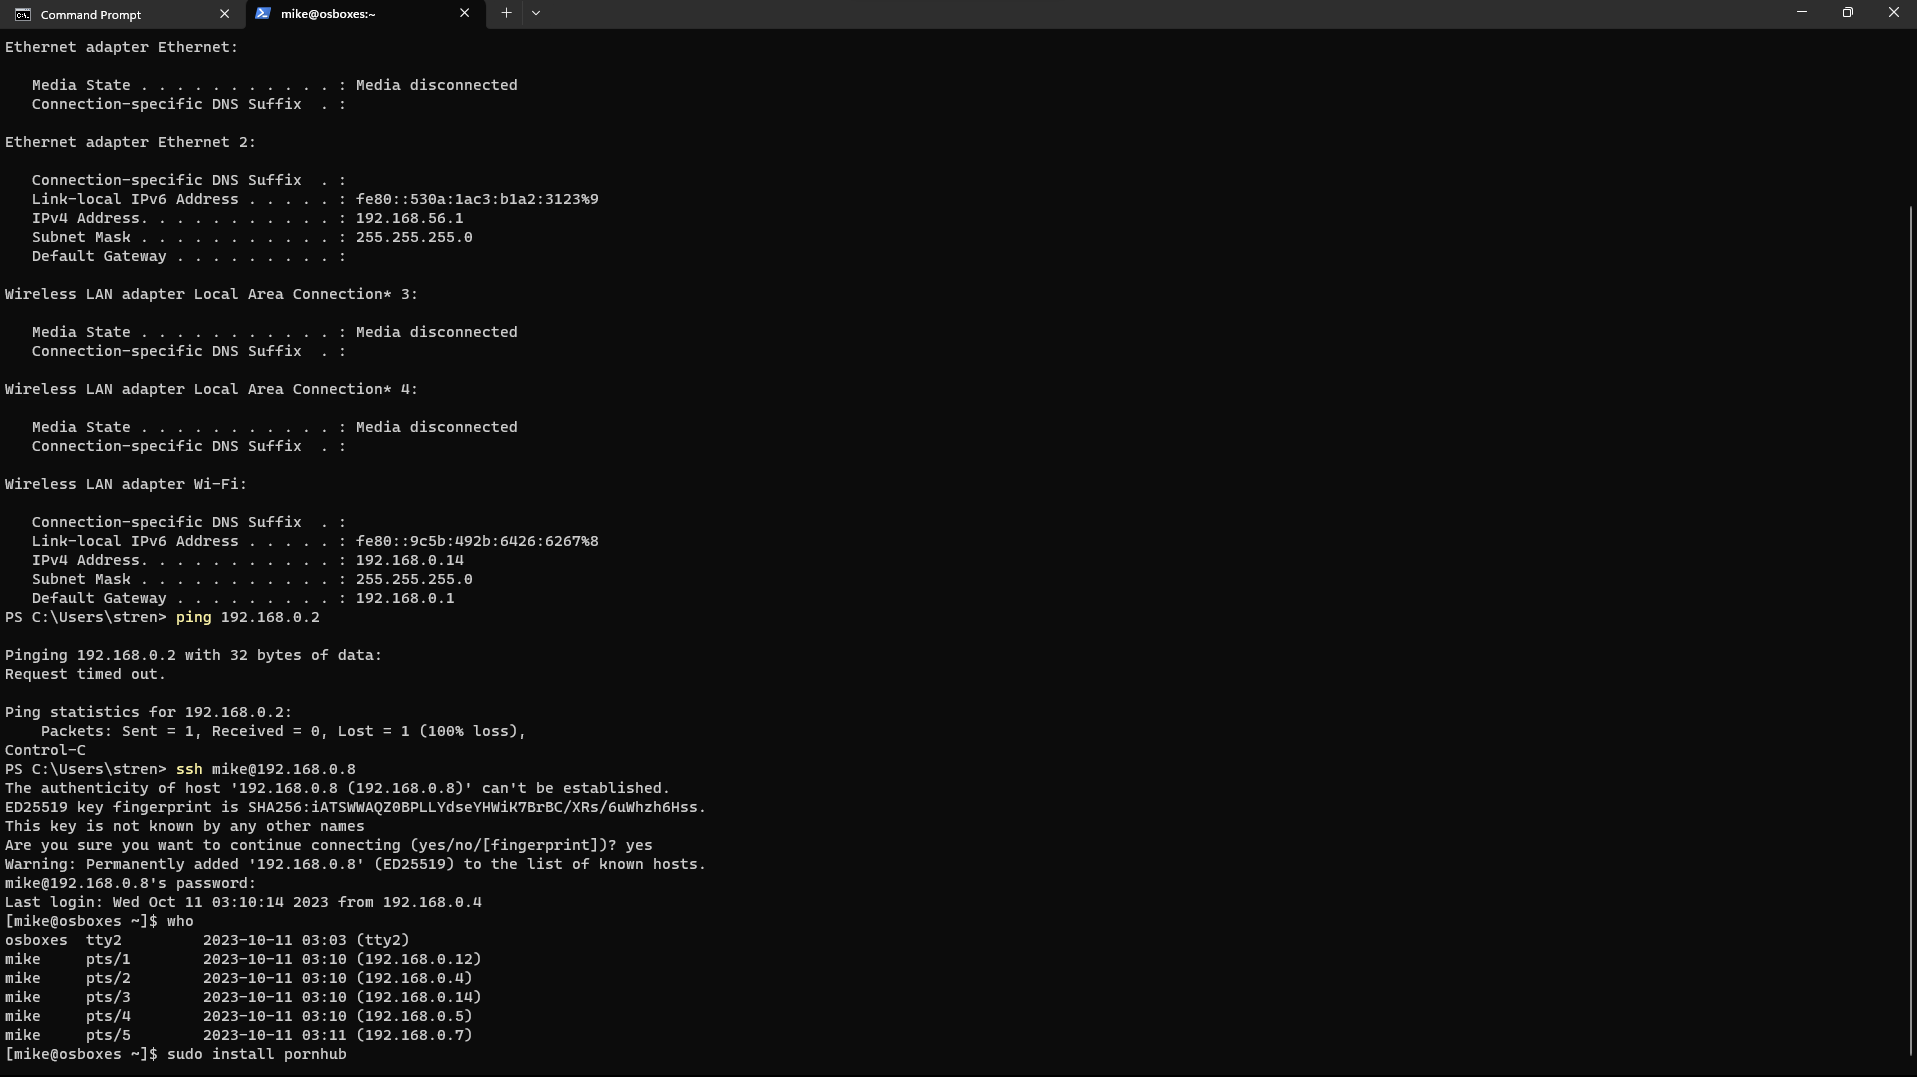 Command Prompt
mike@osboxes:~
Ethernet adapter Ethernet:
   Media State . . . . . . . . . . . : Media disconnected
   Connection-specific DNS Suffix  . :
Ethernet adapter Ethernet 2:
   Connection-specific DNS Suffix  . :
   Link-local IPv6 Address . . . . . : fe80::530a:1ac3:b1a2:3123%9
   IPv4 Address. . . . . . . . . . . : 192.168.56.1
   Subnet Mask . . . . . . . . . . . : 255.255.255.0
   Default Gateway . . . . . . . . . :
Wireless LAN adapter Local Area Connection* 3:
   Media State . . . . . . . . . . . : Media disconnected
   Connection-specific DNS Suffix  . :
Wireless LAN adapter Local Area Connection* 4:
   Media State . . . . . . . . . . . : Media disconnected
   Connection-specific DNS Suffix  . :
Wireless LAN adapter Wi-Fi:
   Connection-specific DNS Suffix  . :
   Link-local IPv6 Address . . . . . : fe80::9c5b:492b:6426:6267%8
   IPv4 Address. . . . . . . . . . . : 192.168.0.14
   Subnet Mask . . . . . . . . . . . : 255.255.255.0
   Default Gateway . . . . . . . . . : 192.168.0.1
PS C:\Users\stren> ping 192.168.0.2
Pinging 192.168.0.2 with 32 bytes of data:
Request timed out.
Ping statistics for 192.168.0.2:
    Packets: Sent = 1, Received = 0, Lost = 1 (100% loss),
Control-C
PS C:\Users\stren> ssh mike@192.168.0.8
The authenticity of host '192.168.0.8 (192.168.0.8)' can't be established.
ED25519 key fingerprint is SHA256:iATSWWAQZ0BPLLYdseYHWiK7BrBC/XRs/6uWhzh6Hss.
This key is not known by any other names
Are you sure you want to continue connecting (yes/no/[fingerprint])? yes
Warning: Permanently added '192.168.0.8' (ED25519) to the list of known hosts.
mike@192.168.0.8's password:
Last login: Wed Oct 11 03:10:14 2023 from 192.168.0.4
[mike@osboxes ~]$ who
osboxes  tty2         2023-10-11 03:03 (tty2)
mike     pts/1        2023-10-11 03:10 (192.168.0.12)
mike     pts/2        2023-10-11 03:10 (192.168.0.4)
mike     pts/3        2023-10-11 03:10 (192.168.0.14)
mike     pts/4        2023-10-11 03:10 (192.168.0.5)
mike     pts/5        2023-10-11 03:11 (192.168.0.7)
[mike@osboxes ~]$ sudo install pornhub